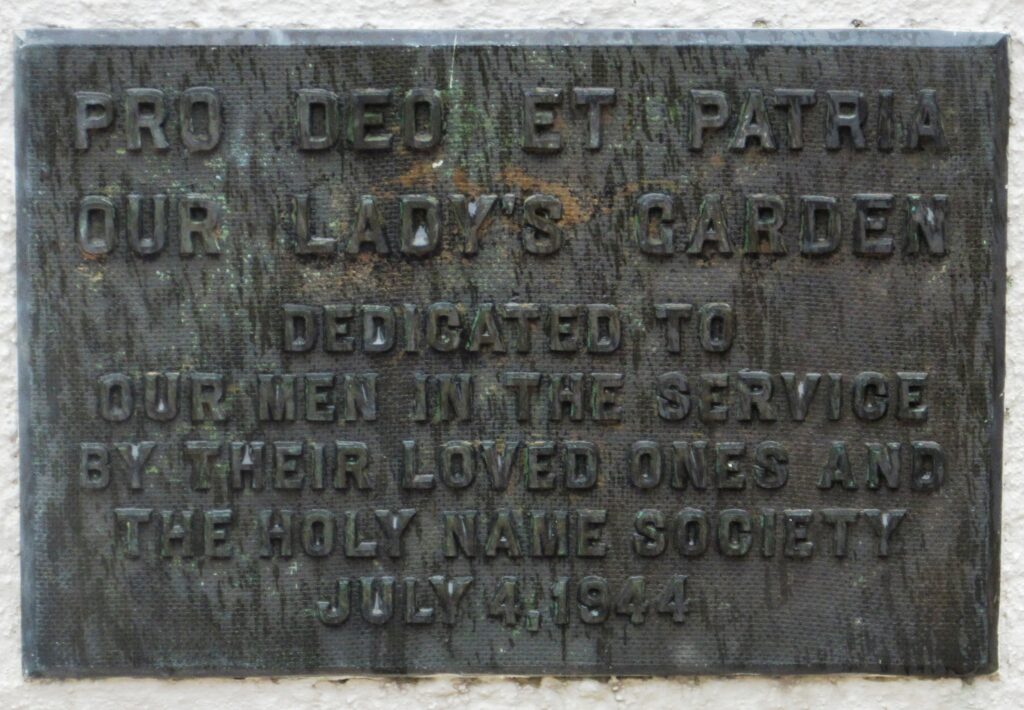 PRO DEO ET PATRIA
OUR LADY'S GARDEN
DEDICATED TO
OUR MEN IN THE SERVICE
BY THEIR LOVED ONES AND
THE HOLY NAME SOCIETY
JULY 4, 1944